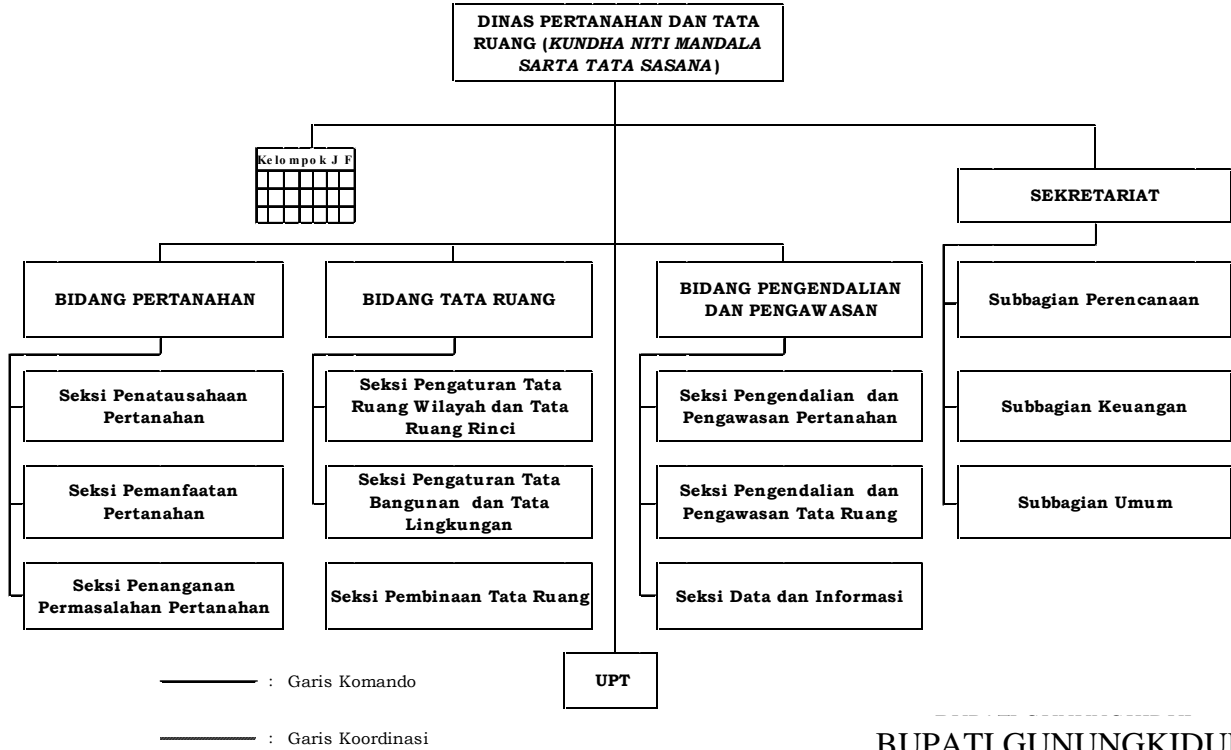 DINAS PERTANAHAN DAN TATA
RUANG (KUNDHA NITI MANDALA
SARTA TATA SASANA)
Kelompok J F
SEKRETARIAT
BIDANG PERTANAHAN
BIDANG TATA RUANG
BIDANG PENGENDALIAN
DAN PENGAWASAN
Subbagian Perencanaan
Seksi Penatausahaan
Pertanahan
Seksi Pengaturan Tata
Ruang Wilayah dan Tata
Ruang Rinci
Seksi Pengendalian dan
Pengawasan Pertanahan
Subbagian Keuangan
Seksi Pemanfaatan
Pertanahan
Seksi Pengaturan Tata
Bangunan dan Tata
Lingkungan
Seksi Pengendalian dan
Pengawasan Tata Ruang
Subbagian Umum
Seksi Penanganan
Permasalahan Pertanahan
Seksi Pembinaan Tata Ruang
Seksi Data dan Informasi
UPT
: Garis Komando
: Garis Koordinasi